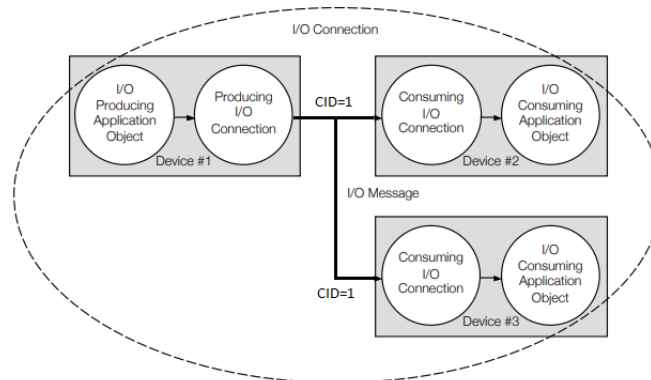 I/O Connection
I/O
Producing
Application
Object
Producing
I/O
Connection
Device #1
CID=1
Consuming
I/O
Connection
I/O
Consuming
Application
Object
Device #2
I/O Message
CID=1
Consuming
I/O
Connection
I/O
Consuming
Application
Object
Device #3